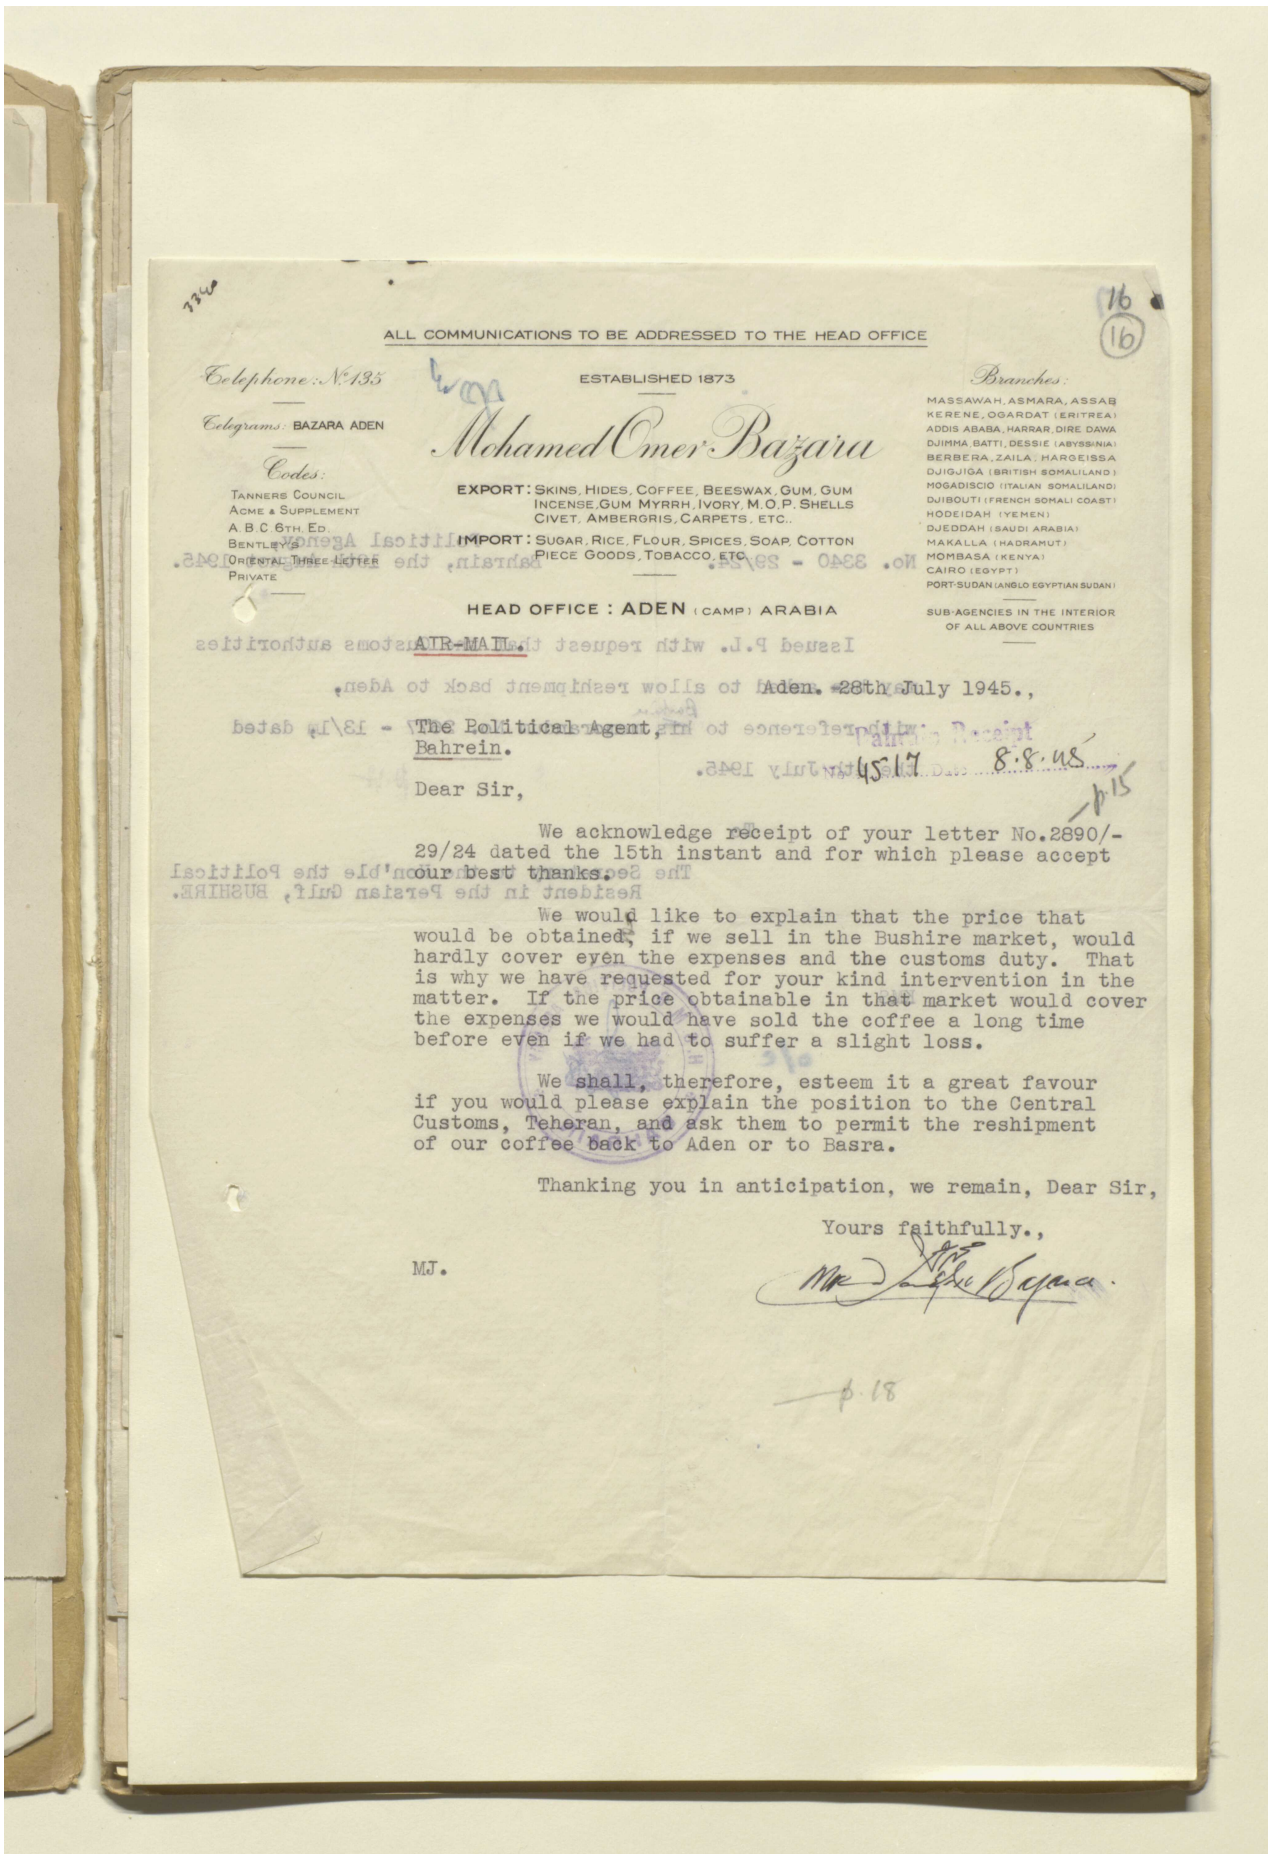 3340
16
16
ALL COMMUNICATIONS TO BE ADDRESSED TO THE HEAD OFFICE
Telephone: No. 135
Telegrams: BAZARA ADEN
Codes:
TANNERS COUNCIL
ACME & SUPPLEMENT
A.B.C. 6TH. ED.
BENTLEY'S
ORIENTAL THREE-LETTER
PRIVATE
ESTABLISHED 1873
Mohamed Omer Bazara
EXPORT: SKINS, HIDES, COFFEE, BEESWAX, GUM, GUM
INCENSE, GUM MYRRH, IVORY, M.O.P. SHELLS
CIVET, AMBERGRIS, CARPETS, ETC..
IMPORT: SUGAR, RICE, FLOUR, SPICES, SOAP, COTTON
PIECE GOODS, TOBACCO, ETC.
HEAD OFFICE: ADEN (CAMP) ARABIA
Branches:
MASSAWAH, ASMARA, ASSAB
KERENE, OGARDAT (ERITREA)
ADDIS ABABA, HARRAR, DIRE DAWA
DJIMMA, BATTI, DESSIE (ABYSSINIA)
BERBERA, ZAILA, HARGEISSA
DJIGJIGA (BRITISH SOMALILAND)
MOGADISCIO (ITALIAN SOMALILAND)
DJIBOUTI (FRENCH SOMALI COAST)
HODEIDAH (YEMEN)
DJEDDAH (SAUDI ARABIA)
MAKALLA (HADRAMUT)
MOMBASA (KENYA)
CAIRO (EGYPT)
PORT-SUDAN (ANGLO EGYPTIAN SUDAN)
SUB-AGENCIES IN THE INTERIOR
OF ALL ABOVE COUNTRIES
AIR-MAIL.
Aden. 28th July 1945.,
The Political Agent,
Bahrein.
Bahrain Receipt
No 4517 Date 8.8.45
p.15
Dear Sir,
We acknowledge receipt of your letter No.2890/-
29/24 dated the 15th instant and for which please accept
our best thanks.
We would like to explain that the price that
would be obtained, if we sell in the Bushire market, would
hardly cover even the expenses and the customs duty. That
is why we have requested for your kind intervention in the
matter. If the price obtainable in that market would cover
the expenses we would have sold the coffee a long time
before even if we had to suffer a slight loss.
We shall, therefore, esteem it a great favour
if you would please explain the position to the Central
Customs, Teheran, and ask them to permit the reshipment
of our coffee back to Aden or to Basra.
Thanking you in anticipation, we remain, Dear Sir,
Yours faithfully.,
MJ.
p.18